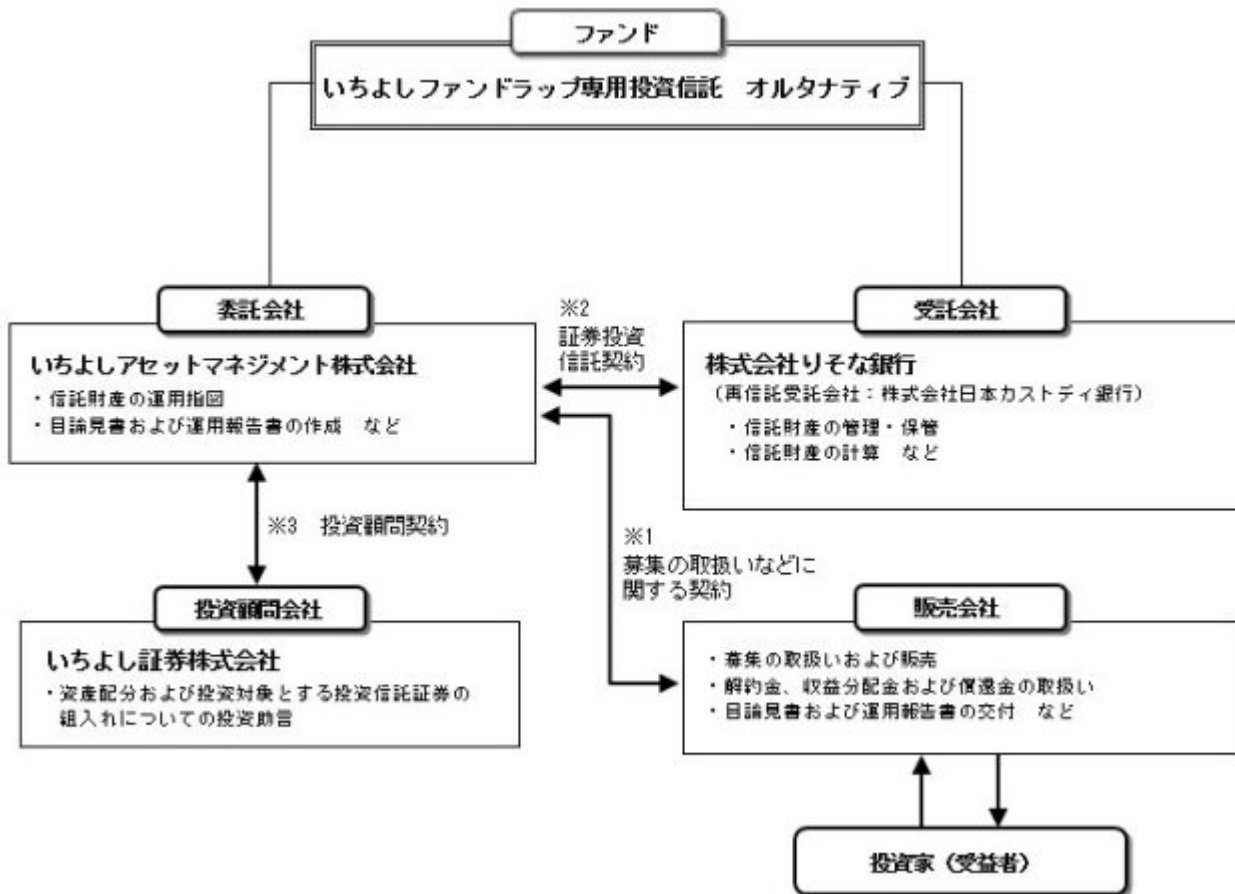 ファンド
いちよしファンドラップ専用投資信託　オルタナティブ
委託会社
いちよしアセットマネジメント株式会社
・信託財産の運用指図
・目論見書および運用報告書の作成　など
※2
証券投資
信託契約
受託会社
株式会社りそな銀行
（再信託受託会社：株式会社日本カストディ銀行）
・信託財産の管理・保管
・信託財産の計算　など
※3　投資顧問契約
※1
募集の取扱いなどに
関する契約
投資顧問会社
いちよし証券株式会社
・資産配分および投資対象とする投資信託証券の
組入れについての投資助言
販売会社
・募集の取扱いおよび販売
・解約金、収益分配金および償還金の取扱い
・目論見書および運用報告書の交付　など
投資家（受益者）